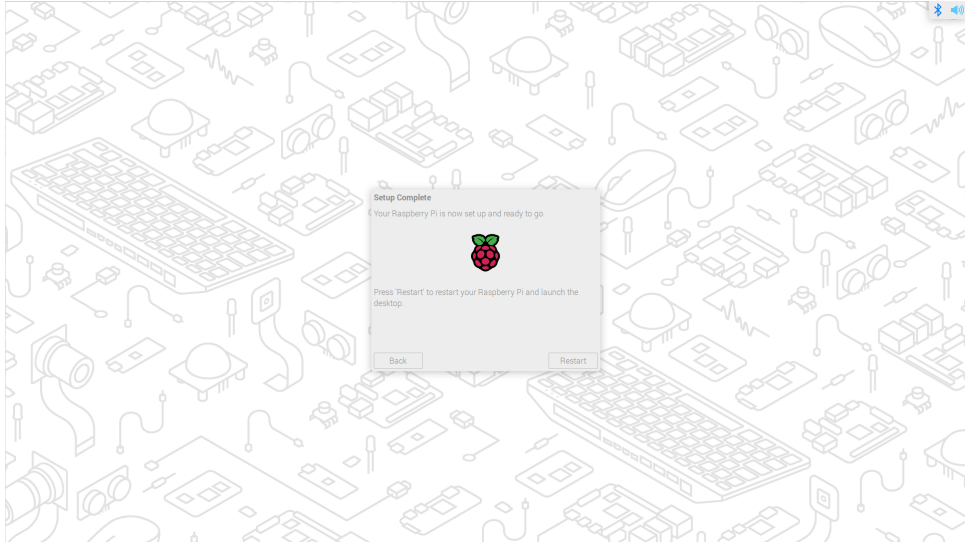 Setup Complete
Your Raspberry Pi is now set up and ready to go.
Press 'Restart' to restart your Raspberry Pi and launch the
desktop.
Back
Restart